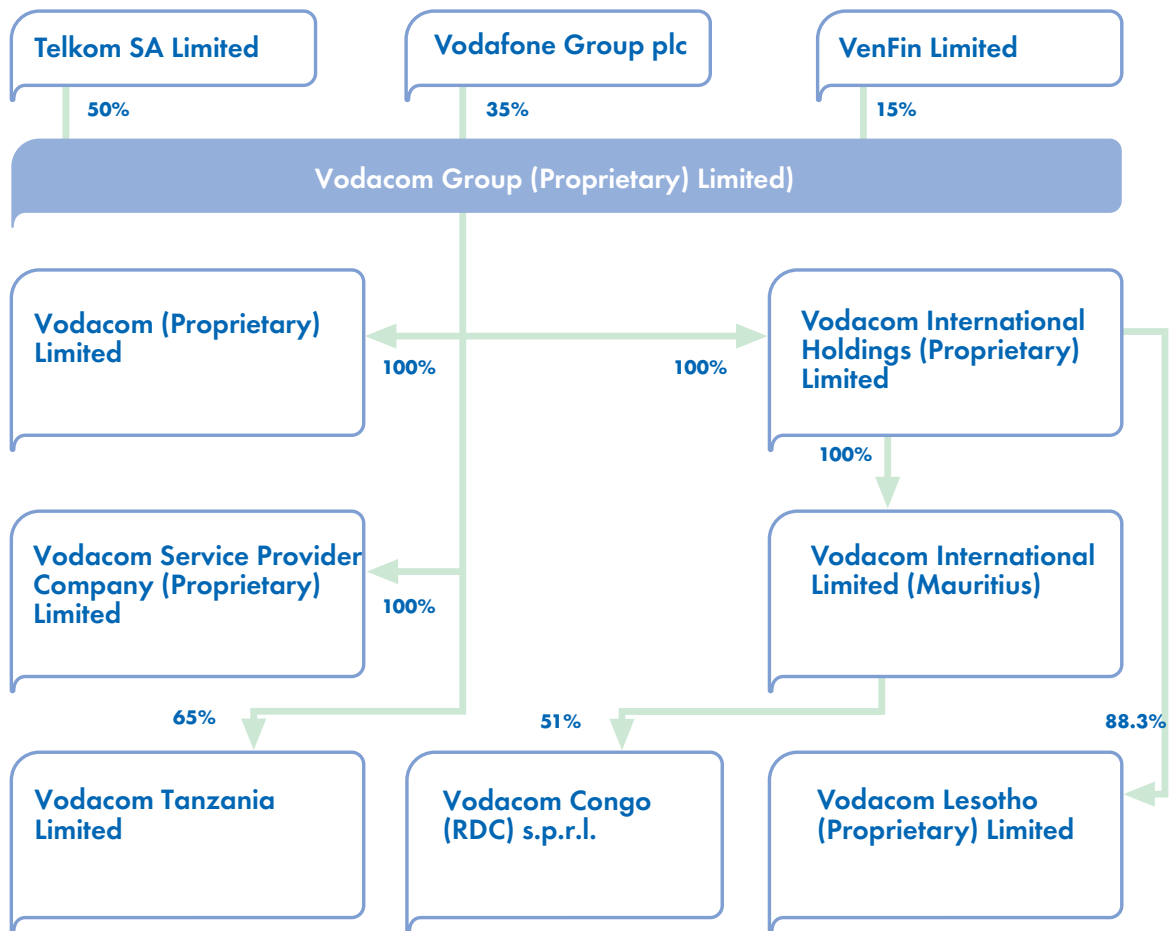 Telkom SA Limited
Vodafone Group plc
VenFin Limited
50%
35%
15%
Vodacom Group (Proprietary) Limited)
Vodacom (Proprietary)
Limited
Vodacom International
Holdings (Proprietary)
Limited
100%
100%
100%
Vodacom Service Provider
Company (Proprietary)
Limited
Vodacom International
Limited (Mauritius)
100%
65%
51%
88.3%
Vodacom Tanzania
Limited
Vodacom Congo
(RDC) s.p.r.l.
Vodacom Lesotho
(Proprietary) Limited